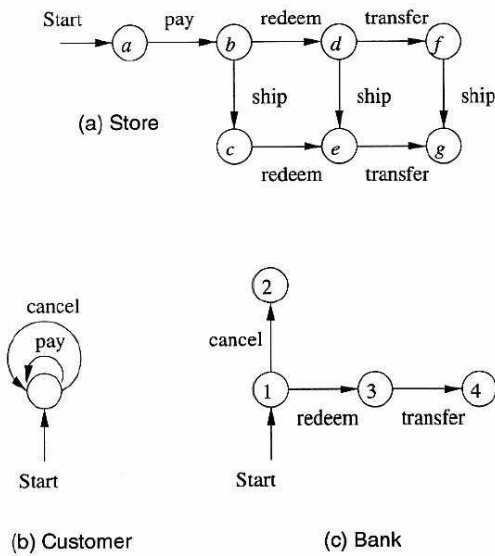 Start pay redeem transfer
a b d f
ship ship ship
(a) Store
c e g
redeem transfer
2
cancel
cancel
pay
1 3 4
redeem transfer
Start
Start
(b) Customer (c) Bank